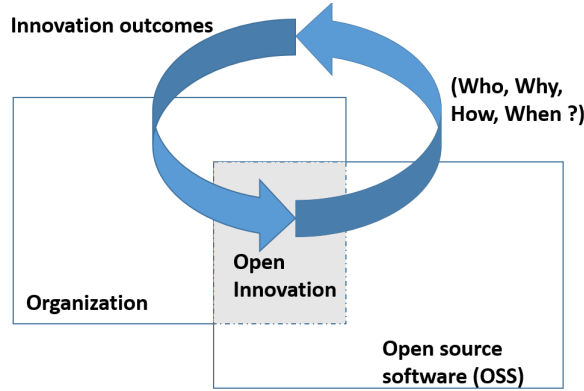 Innovation outcomes
(Who, Why,
How, When ?)
Open
Innovation
Organization
Open source
software (OSS)